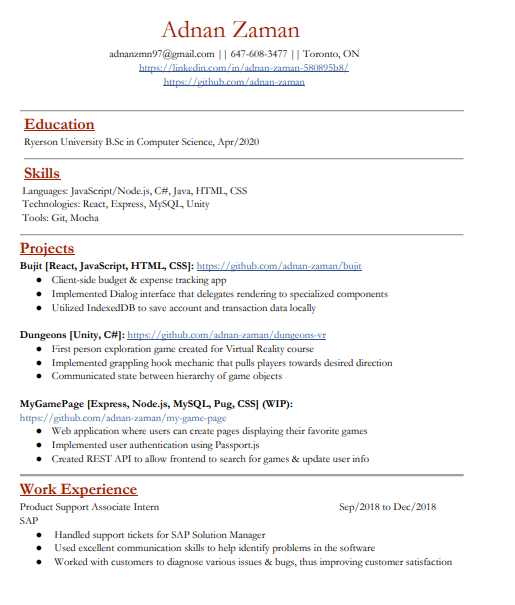 Adnan Zaman
adnanzmn97@gmail.com || 647-608-3477 || Toronto, ON
https://linkedin.com/in/adnan-zaman-580895b8/
https://github.com/adnan-zaman
Education
Ryerson University B.Sc in Computer Science, Apr/2020
Skills
Languages: JavaScript/Node.js, C#, Java, HTML, CSS
Technologies: React, Express, MySQL, Unity
Tools: Git, Mocha
Projects
Bujit [React, JavaScript, HTML, CSS]: https://github.com/adnan-zaman/bujit
● Client-side budget & expense tracking app
● Implemented Dialog interface that delegates rendering to specialized components
● Utilized IndexedDB to save account and transaction data locally
Dungeons [Unity, C#]: https://github.com/adnan-zaman/dungeons-vr
● First person exploration game created for Virtual Reality course
● Implemented grappling hook mechanic that pulls players towards desired direction
● Communicated state between hierarchy of game objects
MyGamePage [Express, Node.js, MySQL, Pug, CSS] (WIP):
https://github.com/adnan-zaman/my-game-page
● Web application where users can create pages displaying their favorite games
● Implemented user authentication using Passport.js
● Created REST API to allow frontend to search for games & update user info
Work Experience
Product Support Associate Intern Sep/2018 to Dec/2018
SAP
● Handled support tickets for SAP Solution Manager
● Used excellent communication skills to help identify problems in the software
● Worked with customers to diagnose various issues & bugs, thus improving customer satisfaction